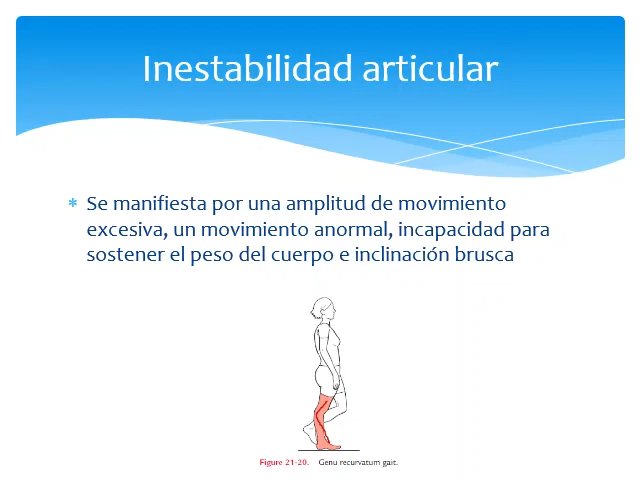 Inestabilidad articular
Se manifiesta por una amplitud de movimiento
excesiva, un movimiento anormal, incapacidad para
sostener el peso del cuerpo e inclinación brusca
Figure 21-20. Genu recurvatum gait.